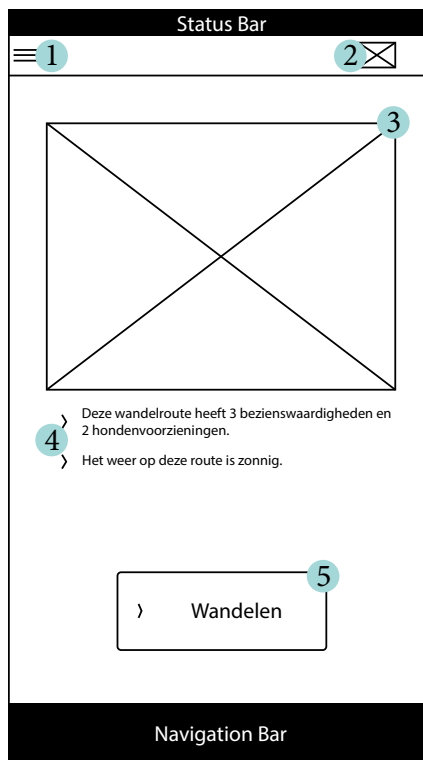 Status Bar
1
2
3
Deze wandelroute heeft 3 bezienswaardigheden en
2 hondenvoorzieningen.
4
Het weer op deze route is zonnig.
5
Wandelen
Navigation Bar